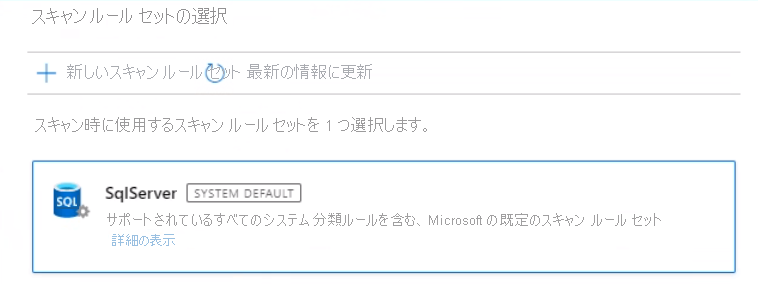 スキャン ルール セットの選択
新しいスキャン ルール セット 最新の情報に更新
スキャン時に使用するスキャン ルール セットを 1 つ選択します。
SqlServer SYSTEM DEFAULT
SQL
サポートされているすべてのシステム分類ルールを含む、Microsoft の既定のスキャン ルール セット
詳細の表示